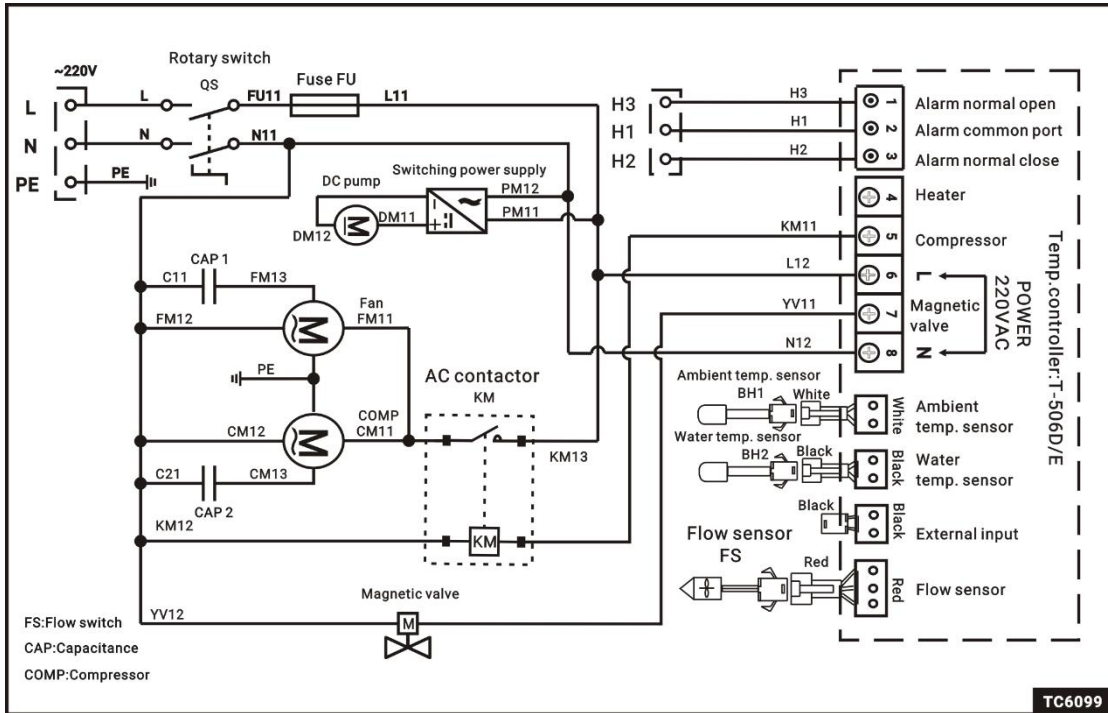 ~220V
Rotary switch
QS
L
L
FU11
Fuse FU
L11
N
N
N11
PE
PE
DC pump
Switching power supply
DM12
M
DM11
PM12
PM11
C11
CAP 1
FM13
FM12
M
Fan
FM11
PE
CM12
M
COMP
CM11
C21
CM13
CAP 2
KM12
AC contactor
KM
KM13
KM
Magnetic valve
YV12
M
FS:Flow switch
CAP:Capacitance
COMP:Compressor
H3
H3
1
Alarm normal open
H1
H1
2
Alarm common port
H2
H2
3
Alarm normal close
4
Heater
KM11
5
Compressor
L12
6
L
YV11
7
Magnetic
valve
N12
8
N
POWER
220VAC
Temp.controller:T-506D/E
Ambient temp. sensor
BH1
White
White
Ambient
temp. sensor
Water temp. sensor
BH2
Black
Black
Water
temp. sensor
Black
Black
External input
Flow sensor
FS
Red
Red
Flow sensor
TC6099